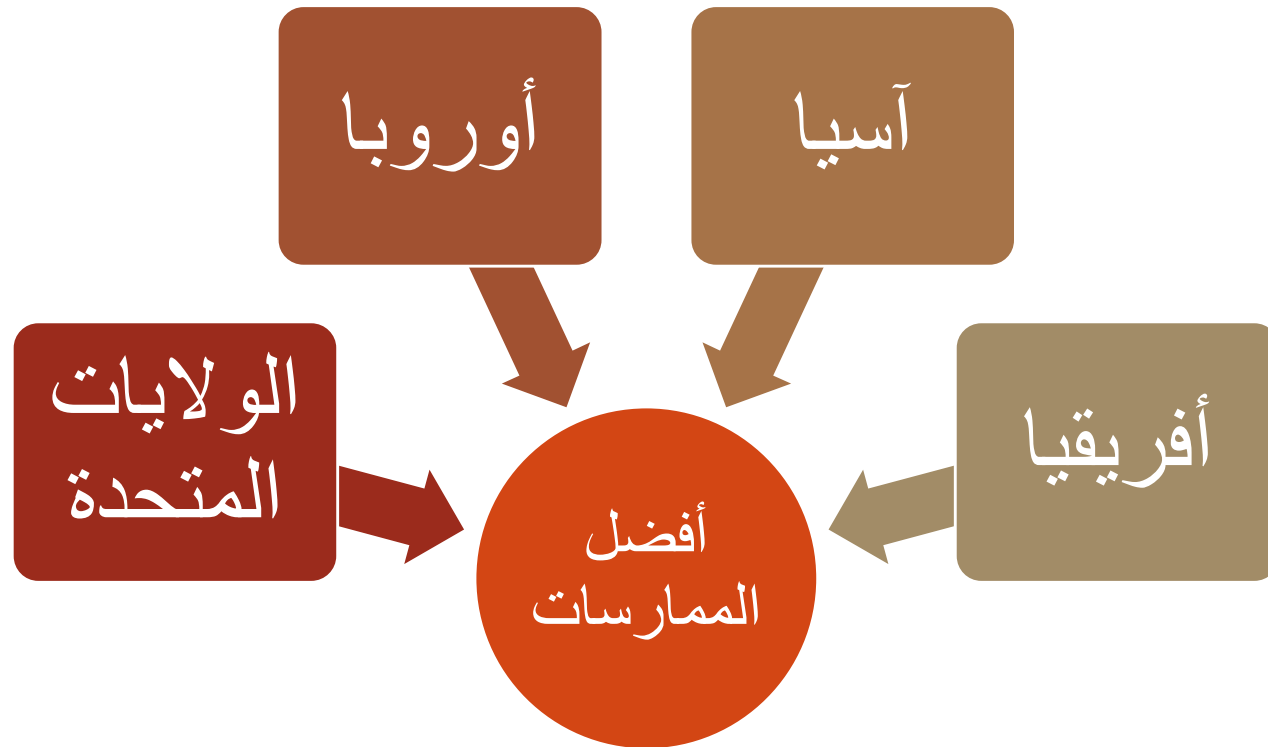 آسيا
أوروبا
أفريقيا
الولايات
المتحدة
أفضل
الممارسات